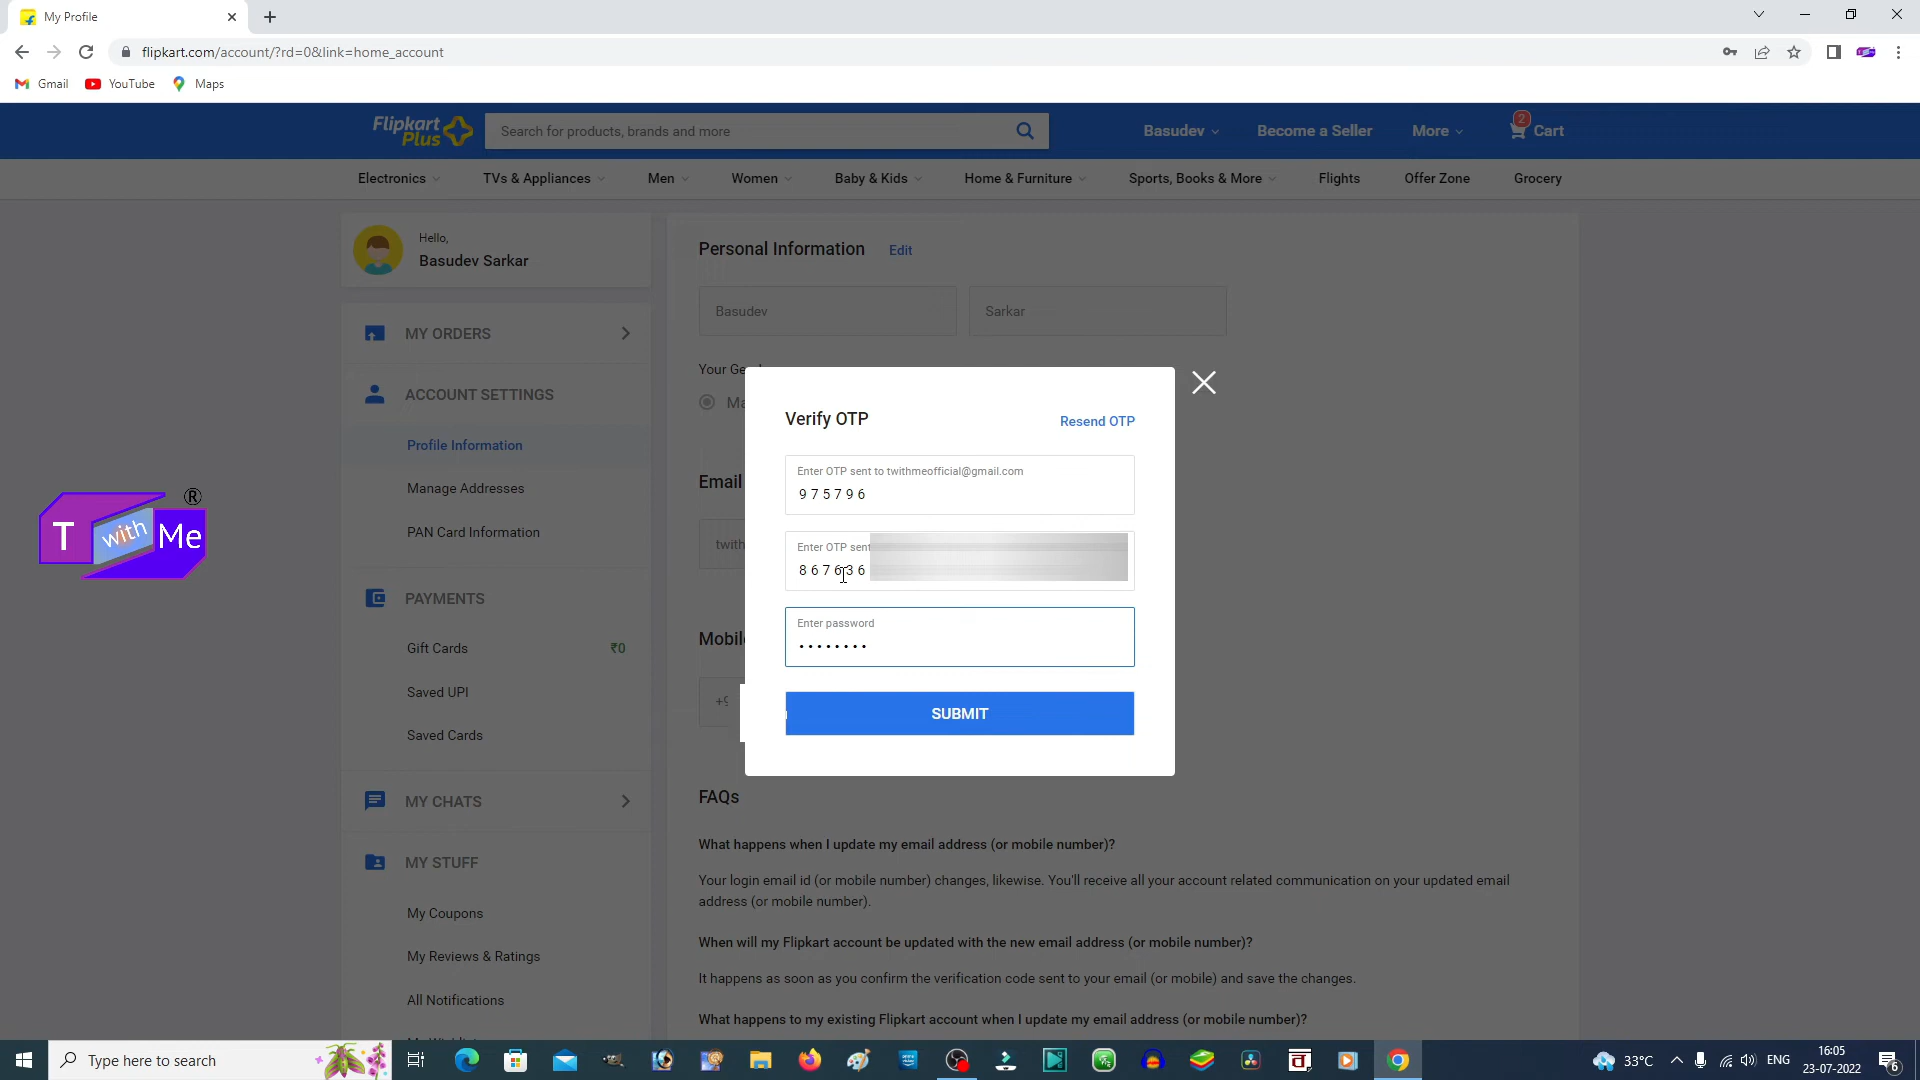 My Profile
flipkart.com/account/?rd=0&link=home_account
Gmail YouTube Maps
Flipkart
Plus
Search for products, brands and more
Basudev Become a Seller More 2 Cart
Electronics TVs & Appliances Men Women Baby & Kids Home & Furniture Sports, Books & More Flights Offer Zone Grocery
Hello,
Basudev Sarkar
MY ORDERS
ACCOUNT SETTINGS
Profile Information
Manage Addresses
PAN Card Information
PAYMENTS
Gift Cards ₹0
Saved UPI
Saved Cards
MY CHATS
MY STUFF
My Coupons
My Reviews & Ratings
All Notifications
Personal Information Edit
Basudev Sarkar
Your Ge
Ma
Email
twith
Mobil
+9
Verify OTP Resend OTP
Enter OTP sent to twithmeofficial@gmail.com
975796
Enter OTP sent
867636
Enter password
••••••••
SUBMIT
FAQs
What happens when I update my email address (or mobile number)?
Your login email id (or mobile number) changes, likewise. You'll receive all your account related communication on your updated email
address (or mobile number).
When will my Flipkart account be updated with the new email address (or mobile number)?
It happens as soon as you confirm the verification code sent to your email (or mobile) and save the changes.
What happens to my existing Flipkart account when I update my email address (or mobile number)?
T with Me ®
Type here to search
33°C ENG 16:05
23-07-2022 6